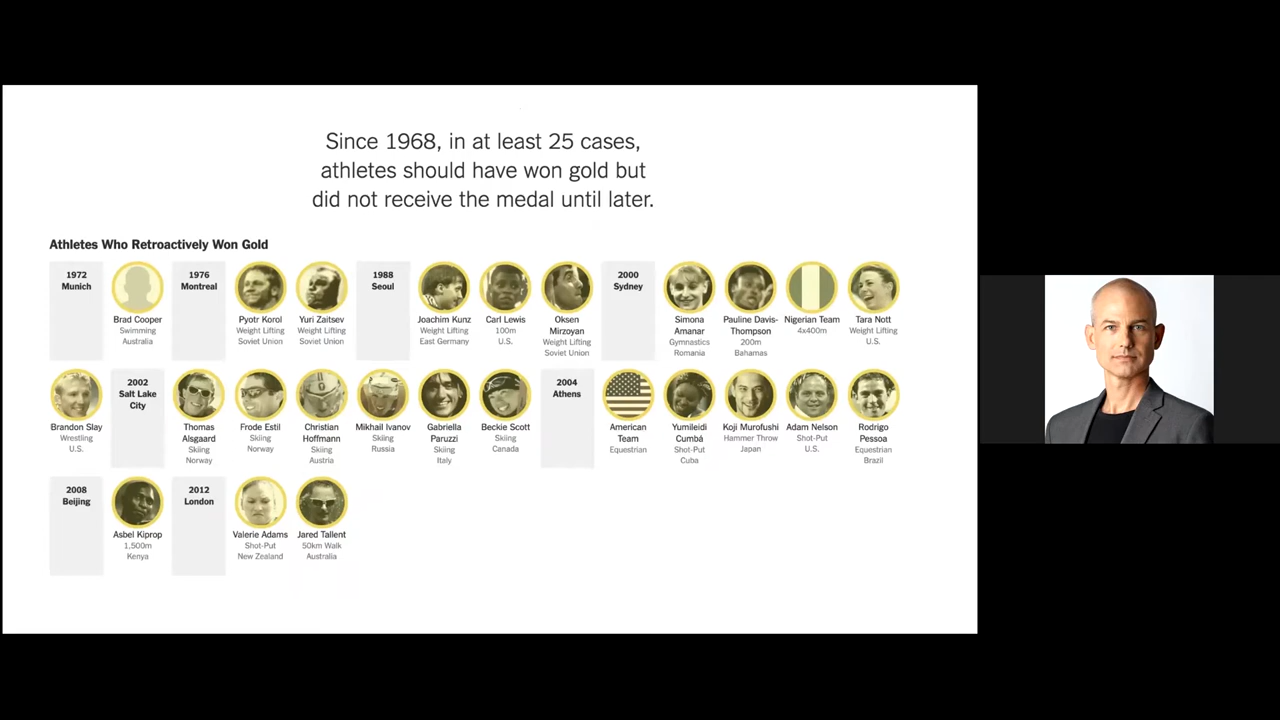 Since 1968, in at least 25 cases,
athletes should have won gold but
did not receive the medal until later.
Athletes Who Retroactively Won Gold
1972
Munich
Brad Cooper
Swimming
Australia
1976
Montreal
Pyotr Korol
Weight Lifting
Soviet Union
Yuri Zaitsev
Weight Lifting
Soviet Union
1988
Seoul
Joachim Kunz
Weight Lifting
East Germany
Carl Lewis
100m
U.S.
Oksen
Mirzoyan
Weight Lifting
Soviet Union
2000
Sydney
Simona
Amanar
Gymnastics
Romania
Pauline Davis-
Thompson
200m
Bahamas
Nigerian Team
4x400m
Tara Nott
Weight Lifting
U.S.
Brandon Slay
Wrestling
U.S.
2002
Salt Lake
City
Thomas
Alsgaard
Skiing
Norway
Frode Estil
Skiing
Norway
Christian
Hoffmann
Skiing
Austria
Mikhail Ivanov
Skiing
Russia
Gabriella
Paruzzi
Skiing
Italy
Beckie Scott
Skiing
Canada
2004
Athens
American
Team
Equestrian
Yumileidi
Cumbá
Shot-Put
Cuba
Koji Murofushi
Hammer Throw
Japan
Adam Nelson
Shot-Put
U.S.
Rodrigo
Pessoa
Equestrian
Brazil
2008
Beijing
Asbel Kiprop
1,500m
Kenya
2012
London
Valerie Adams
Shot-Put
New Zealand
Jared Tallent
50km Walk
Australia